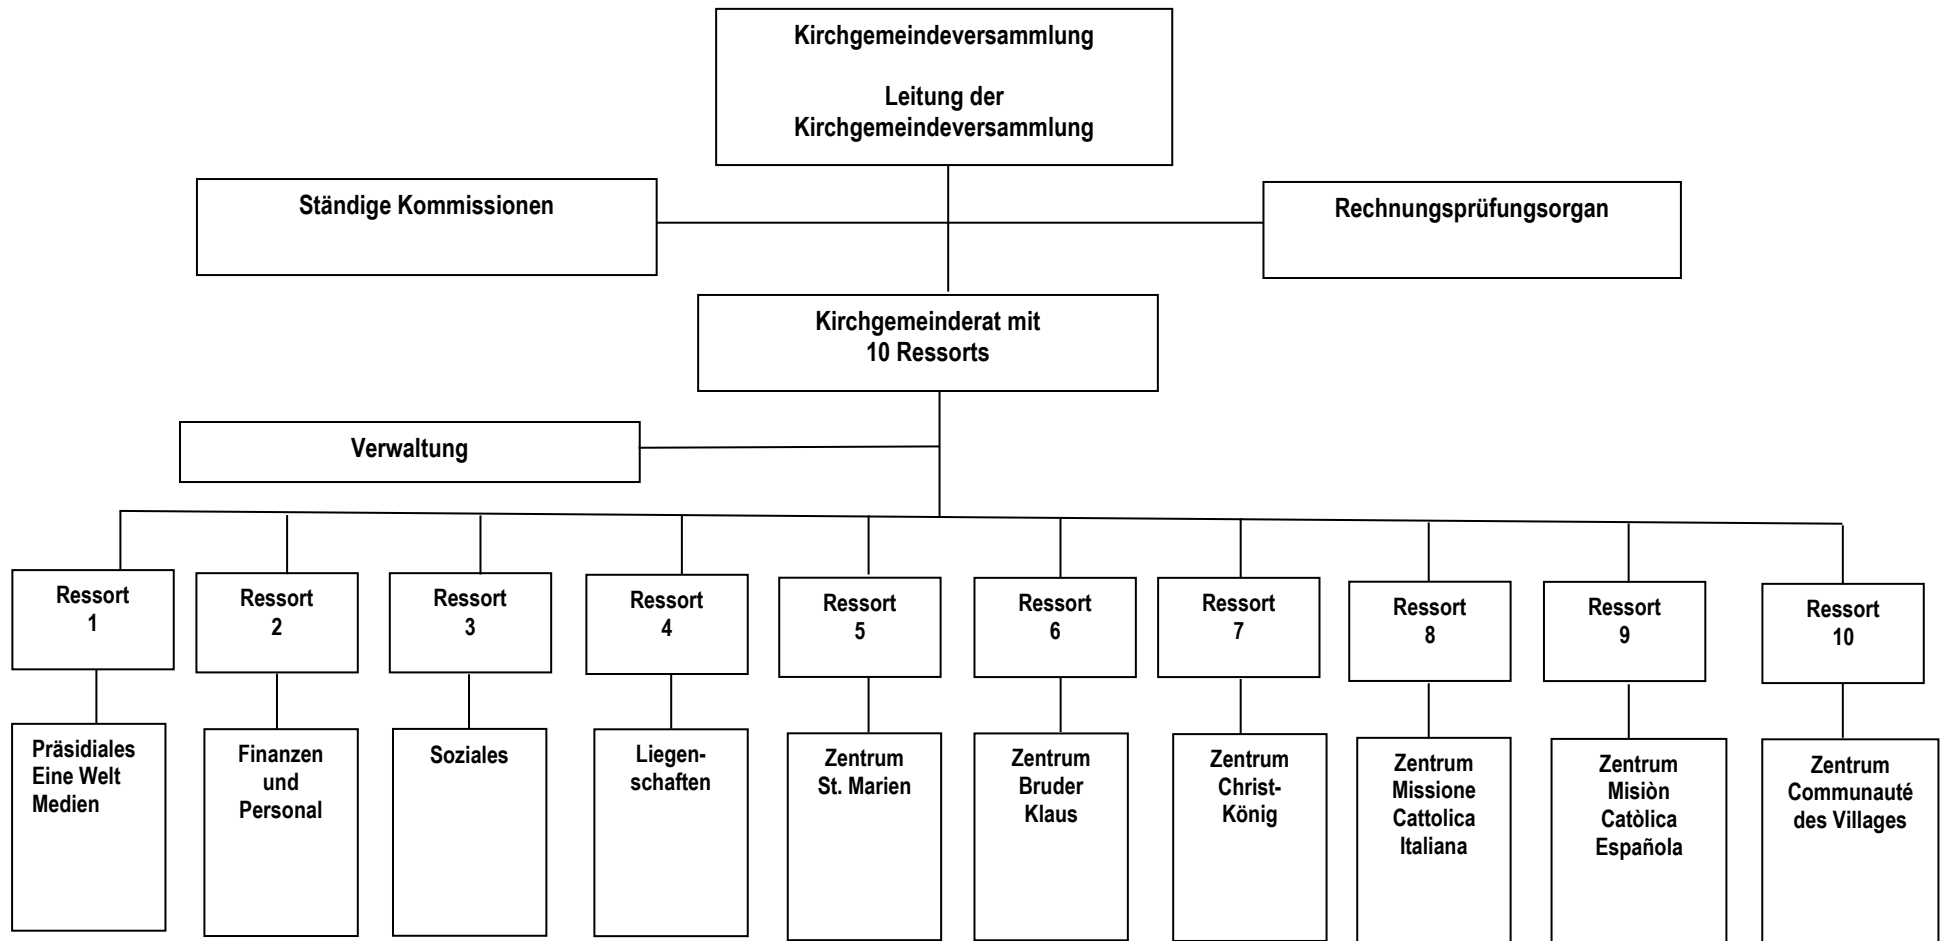 Kirchgemeindeversammlung
Leitung der
Kirchgemeindeversammlung
Ständige Kommissionen
Rechnungsprüfungsorgan
Kirchgemeinderat mit
10 Ressorts
Verwaltung
Ressort
1
Ressort
2
Ressort
3
Ressort
4
Ressort
5
Ressort
6
Ressort
7
Ressort
8
Ressort
9
Ressort
10
Präsidiales
Eine Welt
Medien
Finanzen
und
Personal
Soziales
Liegen-
schaften
Zentrum
St. Marien
Zentrum
Bruder
Klaus
Zentrum
Christ-
König
Zentrum
Missione
Cattolica
Italiana
Zentrum
Misiòn
Catòlica
Española
Zentrum
Communauté
des Villages